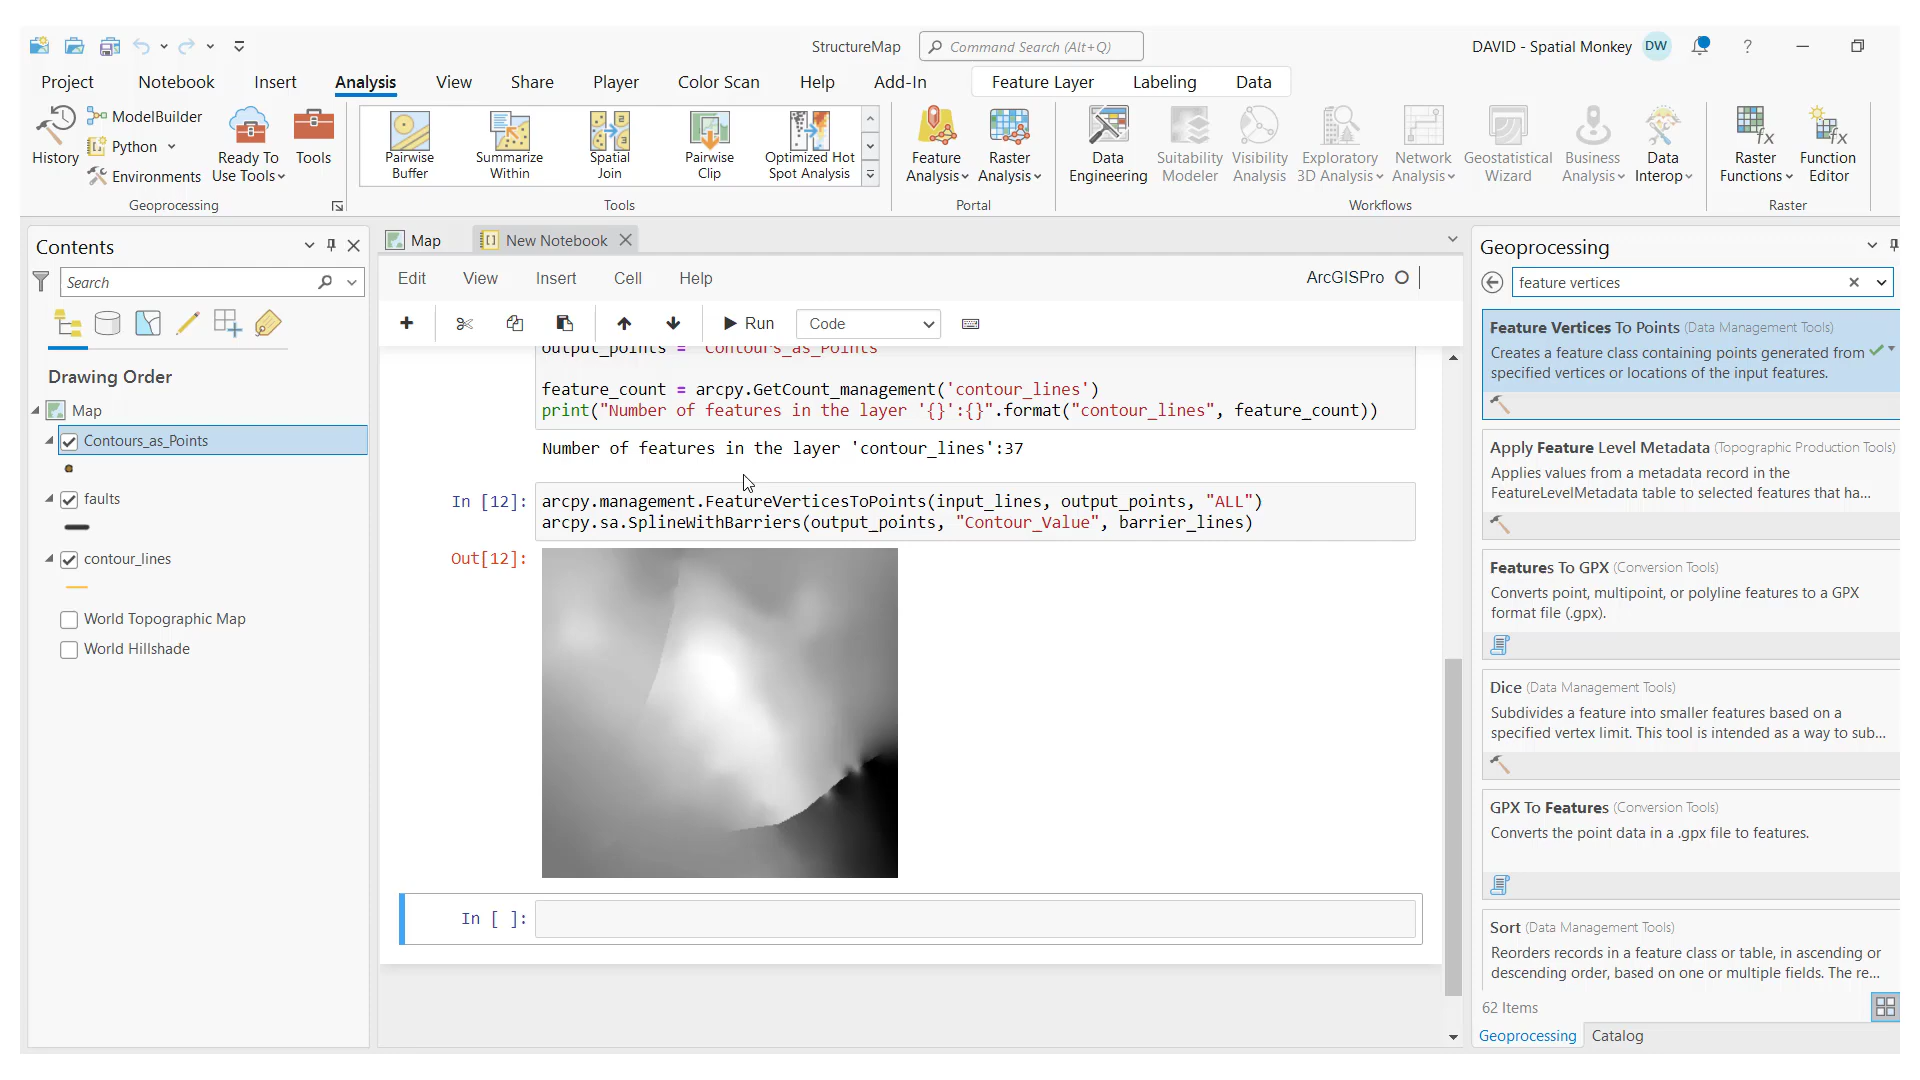 StructureMap
Command Search (Alt+Q)
DAVID - Spatial Monkey
DW
?
Project
Notebook
Insert
Analysis
View
Share
Player
Color Scan
Help
Add-In
Feature Layer
Labeling
Data
History
ModelBuilder
Python
Environments
Ready To
Use Tools
Tools
Geoprocessing
Pairwise
Buffer
Summarize
Within
Spatial
Join
Pairwise
Clip
Optimized Hot
Spot Analysis
Tools
Feature
Analysis
Raster
Analysis
Portal
Data
Engineering
Suitability
Modeler
Visibility
Analysis
Exploratory
3D Analysis
Network
Analysis
Geostatistical
Wizard
Business
Analysis
Data
Interop
Workflows
Raster
Functions
Function
Editor
Raster
Contents
Search
Drawing Order
Map
Contours_as_Points
faults
contour_lines
World Topographic Map
World Hillshade
Map
New Notebook
Edit
View
Insert
Cell
Help
ArcGISPro
Run
Code
output_points = "Contours_as_Points"
feature_count = arcpy.GetCount_management('contour_lines')
print("Number of features in the layer '{}':{}".format("contour_lines", feature_count))
Number of features in the layer 'contour_lines':37
In [12]:
arcpy.management.FeatureVerticesToPoints(input_lines, output_points, "ALL")
arcpy.sa.SplineWithBarriers(output_points, "Contour_Value", barrier_lines)
Out[12]:
In [ ]:
Geoprocessing
feature vertices
Feature Vertices To Points (Data Management Tools)
Creates a feature class containing points generated from
specified vertices or locations of the input features.
Apply Feature Level Metadata (Topographic Production Tools)
Applies values from a metadata record in the
FeatureLevelMetadata table to selected features that ha...
Features To GPX (Conversion Tools)
Converts point, multipoint, or polyline features to a GPX
format file (.gpx).
Dice (Data Management Tools)
Subdivides a feature into smaller features based on a
specified vertex limit. This tool is intended as a way to sub...
GPX To Features (Conversion Tools)
Converts the point data in a .gpx file to features.
Sort (Data Management Tools)
Reorders records in a feature class or table, in ascending or
descending order, based on one or multiple fields. The re...
62 Items
Geoprocessing
Catalog